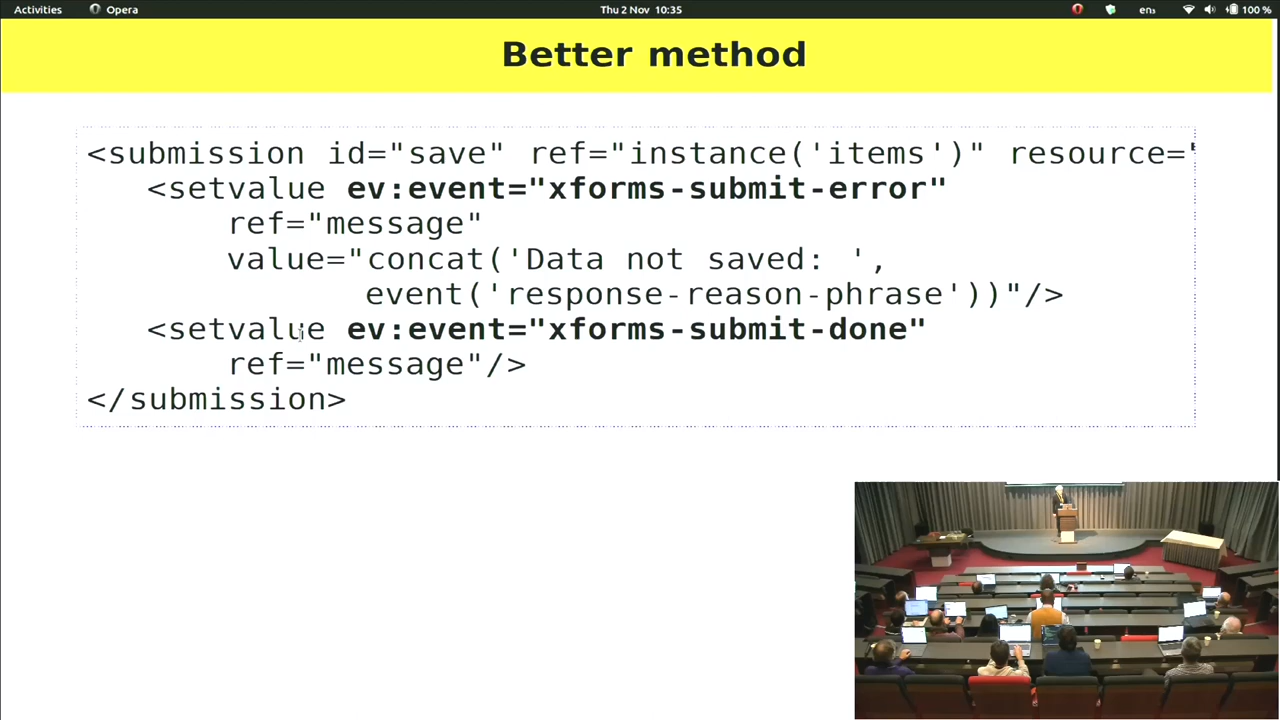 Activities Opera Thu 2 Nov 10:35 en₃ 100 %
Better method
<submission id="save" ref="instance('items')" resource="
<setvalue ev:event="xforms-submit-error"
ref="message"
value="concat('Data not saved: ',
event('response-reason-phrase'))"/>
<setvalue ev:event="xforms-submit-done"
ref="message"/>
</submission>